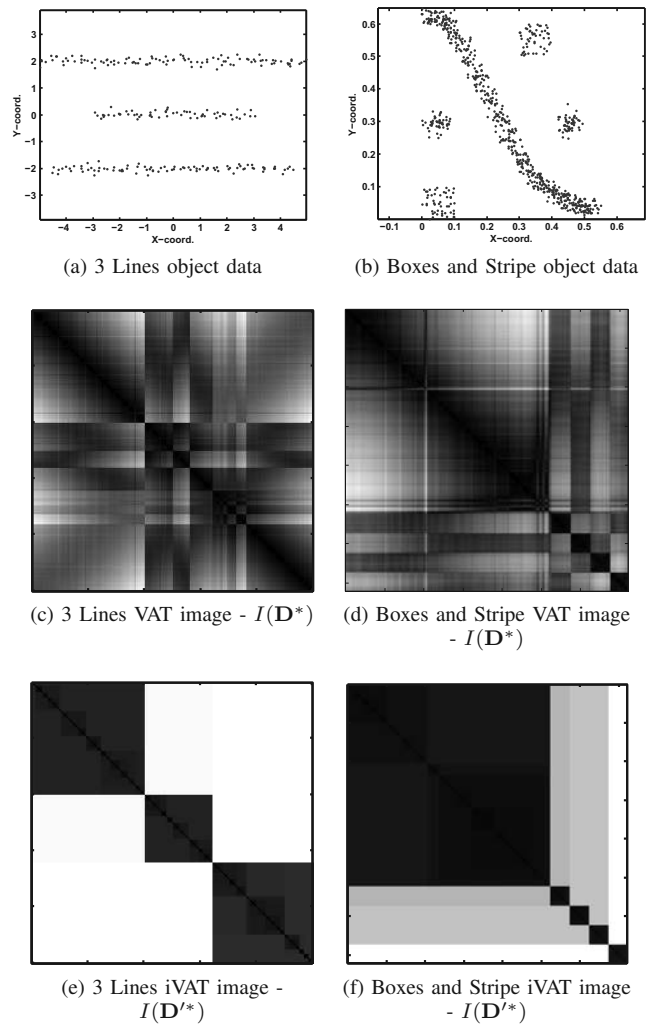 3
2
1
0
−1
−2
−3
Y−coord.
−4 −3 −2 −1 0 1 2 3 4
X−coord.
(a) 3 Lines object data
0.6
0.5
0.4
0.3
0.2
0.1
Y−coord.
−0.1 0 0.1 0.2 0.3 0.4 0.5 0.6
X−coord.
(b) Boxes and Stripe object data
(c) 3 Lines VAT image - I(D*)
(d) Boxes and Stripe VAT image
- I(D*)
(e) 3 Lines iVAT image -
I(D′*)
(f) Boxes and Stripe iVAT image
- I(D′*)